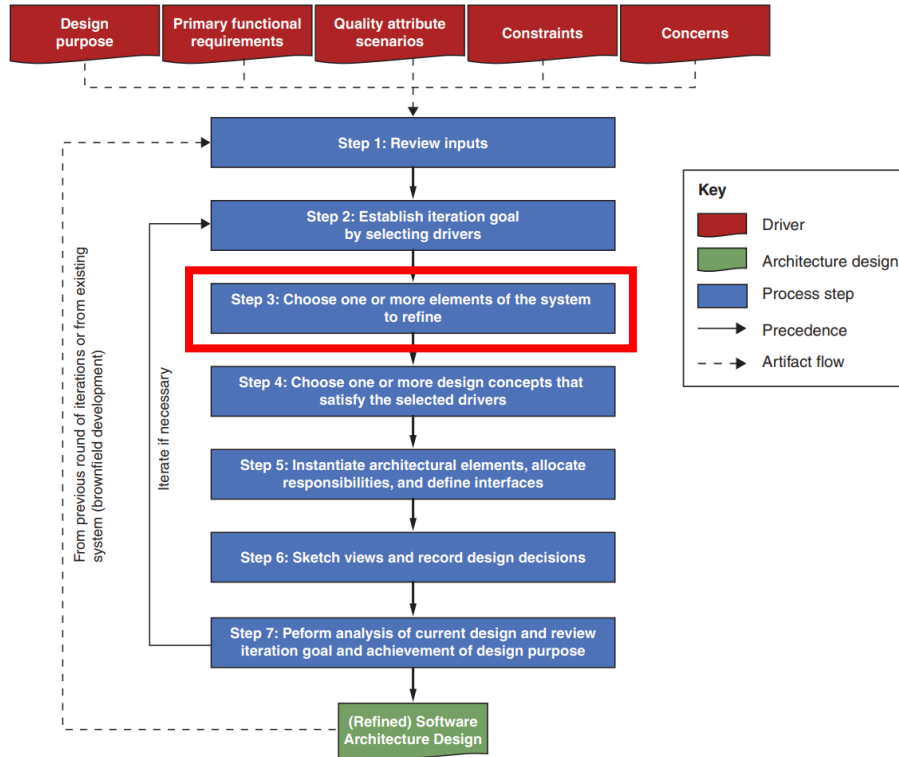 Design
purpose
Primary functional
requirements
Quality attribute
scenarios
Constraints
Concerns
Step 1: Review inputs
Step 2: Establish iteration goal
by selecting drivers
Step 3: Choose one or more elements of the system
to refine
Step 4: Choose one or more design concepts that
satisfy the selected drivers
Step 5: Instantiate architectural elements, allocate
responsibilities, and define interfaces
Step 6: Sketch views and record design decisions
Step 7: Peform analysis of current design and review
iteration goal and achievement of design purpose
(Refined) Software
Architecture Design
From previous round of iterations or from existing
system (brownfield development)
Iterate if necessary
Key
Driver
Architecture design
Process step
Precedence
Artifact flow